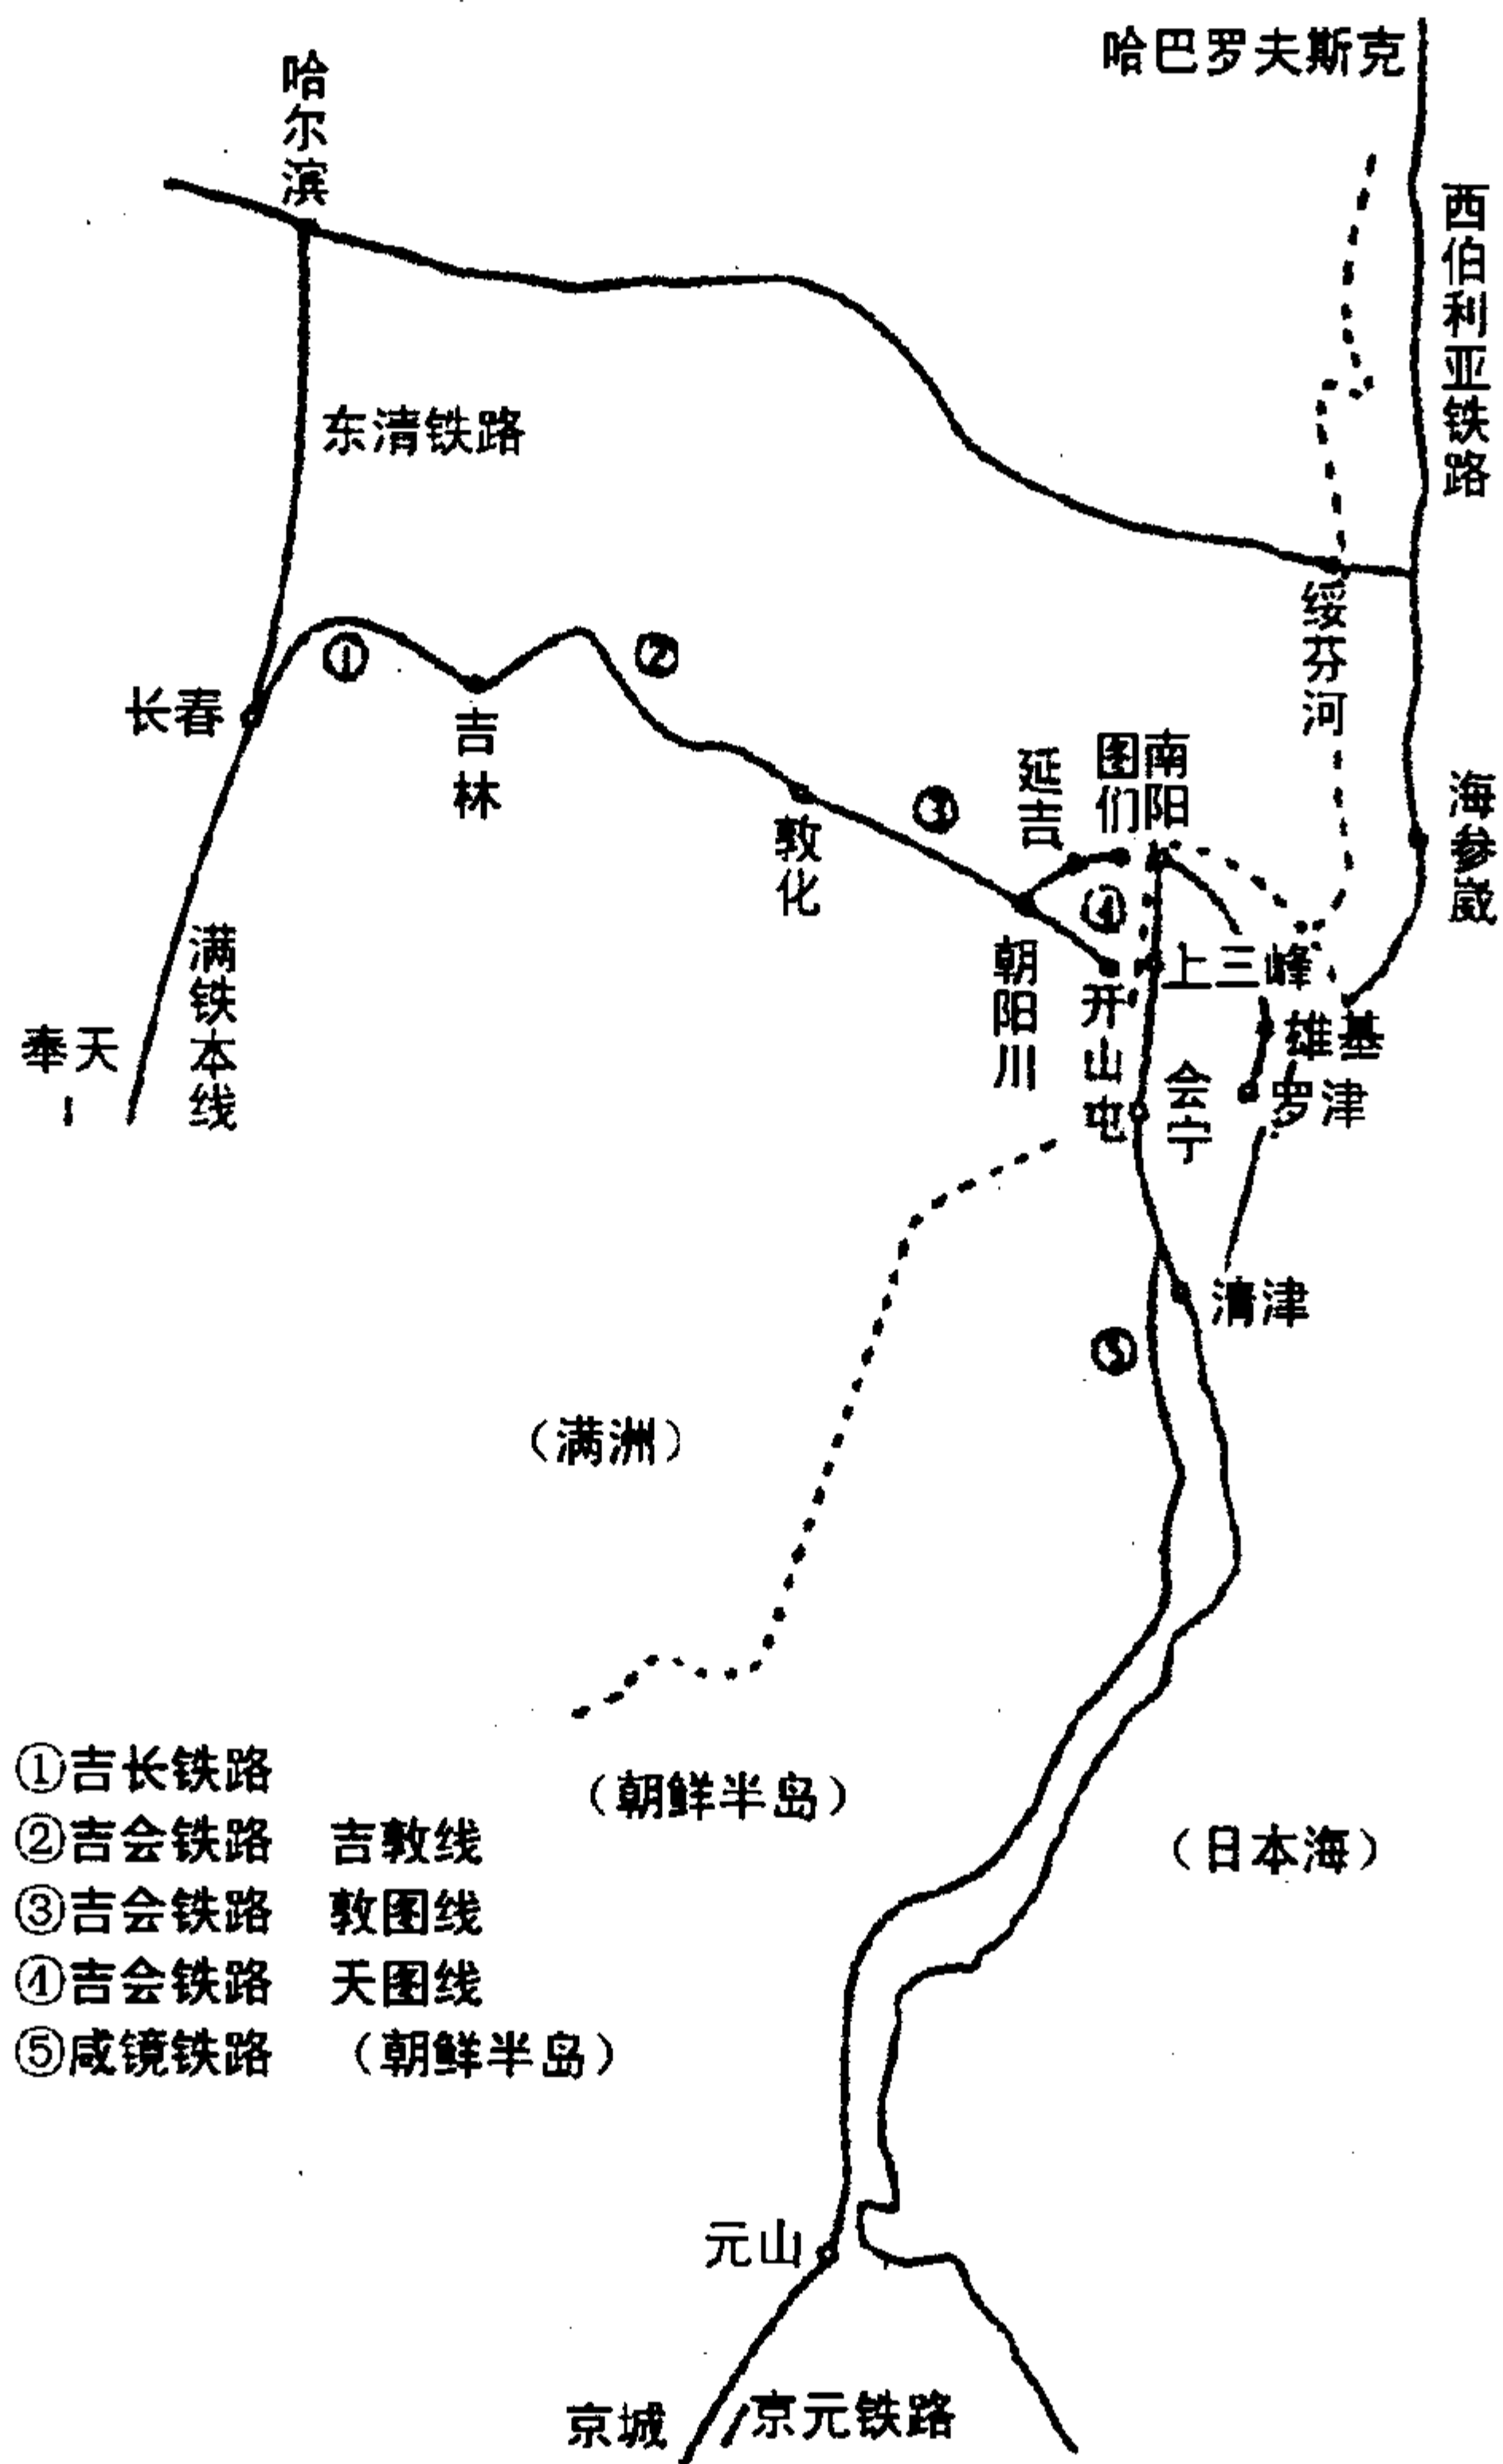 哈巴罗夫斯克
哈尔滨
西伯利亚铁路
东清铁路
绥芬河
①
②
长春
吉林
延吉
图们
南阳
海参崴
③
敦化
④
满铁本线
朝阳川
开山屯
上三峰
奉天
雄基
会宁
罗津
清津
⑤
（满洲）
①吉长铁路
②吉会铁路 吉敦线
③吉会铁路 敦图线
④吉会铁路 天图线
⑤咸镜铁路 （朝鲜半岛）
（朝鲜半岛）
（日本海）
元山
京城
京元铁路